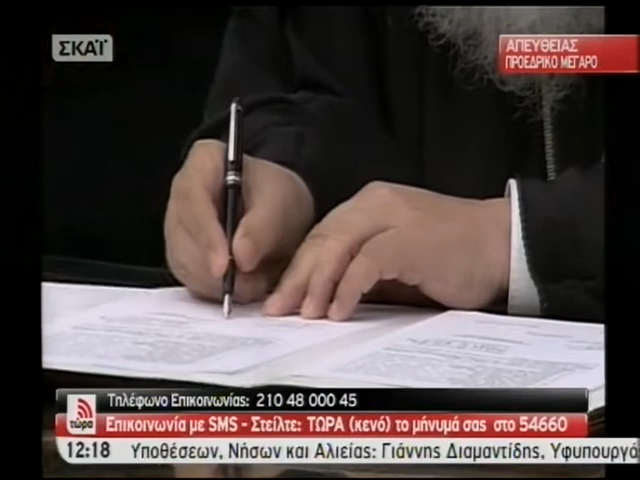 ΣΚΑΪ
ΑΠΕΥΘΕΙΑΣ
ΠΡΟΕΔΡΙΚΟ ΜΕΓΑΡΟ
Τηλέφωνο Επικοινωνίας: 210 48 000 45
τώρα
Επικοινωνία με SMS - Στείλτε: ΤΩΡΑ (κενό) το μήνυμά σας στο 54660
12:18 Υποθέσεων, Νήσων και Αλιείας: Γιάννης Διαμαντίδης, Υφυπουργό